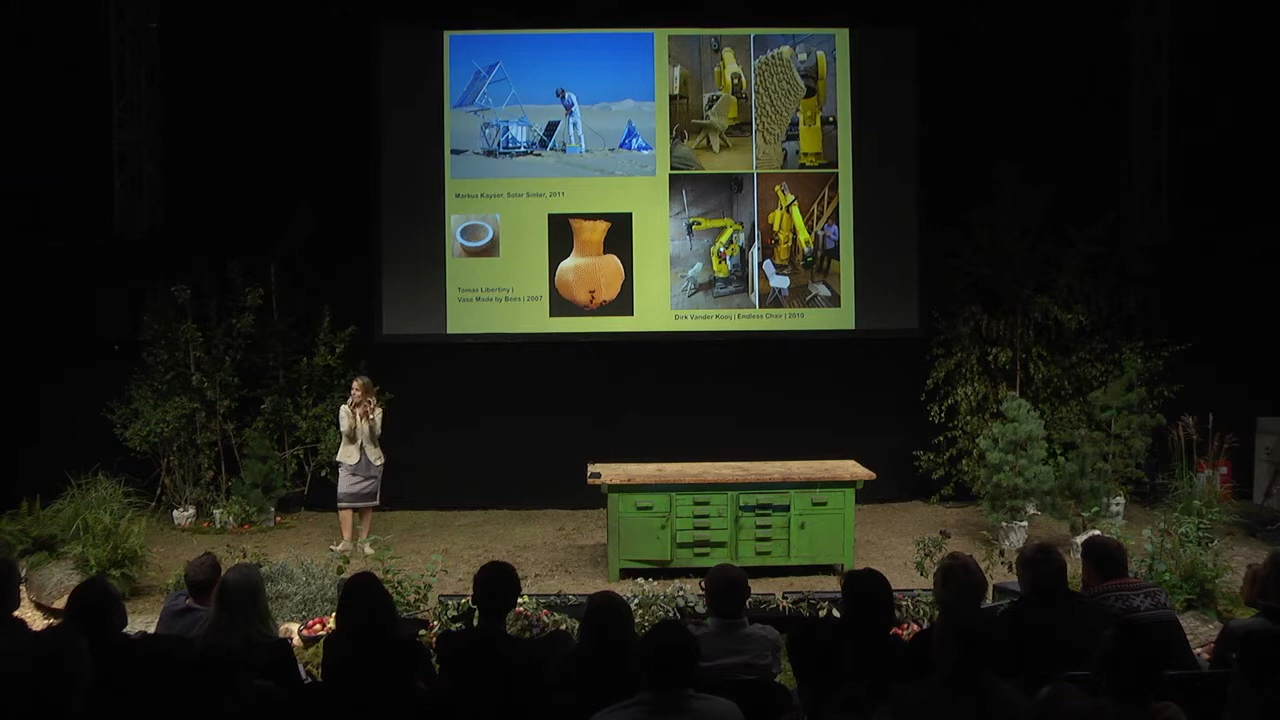 Markus Kayser, Solar Sinter, 2011
Tomas Libertiny |
Vase Made by Bees | 2007
Dirk Vander Kooij | Endless Chair | 2010